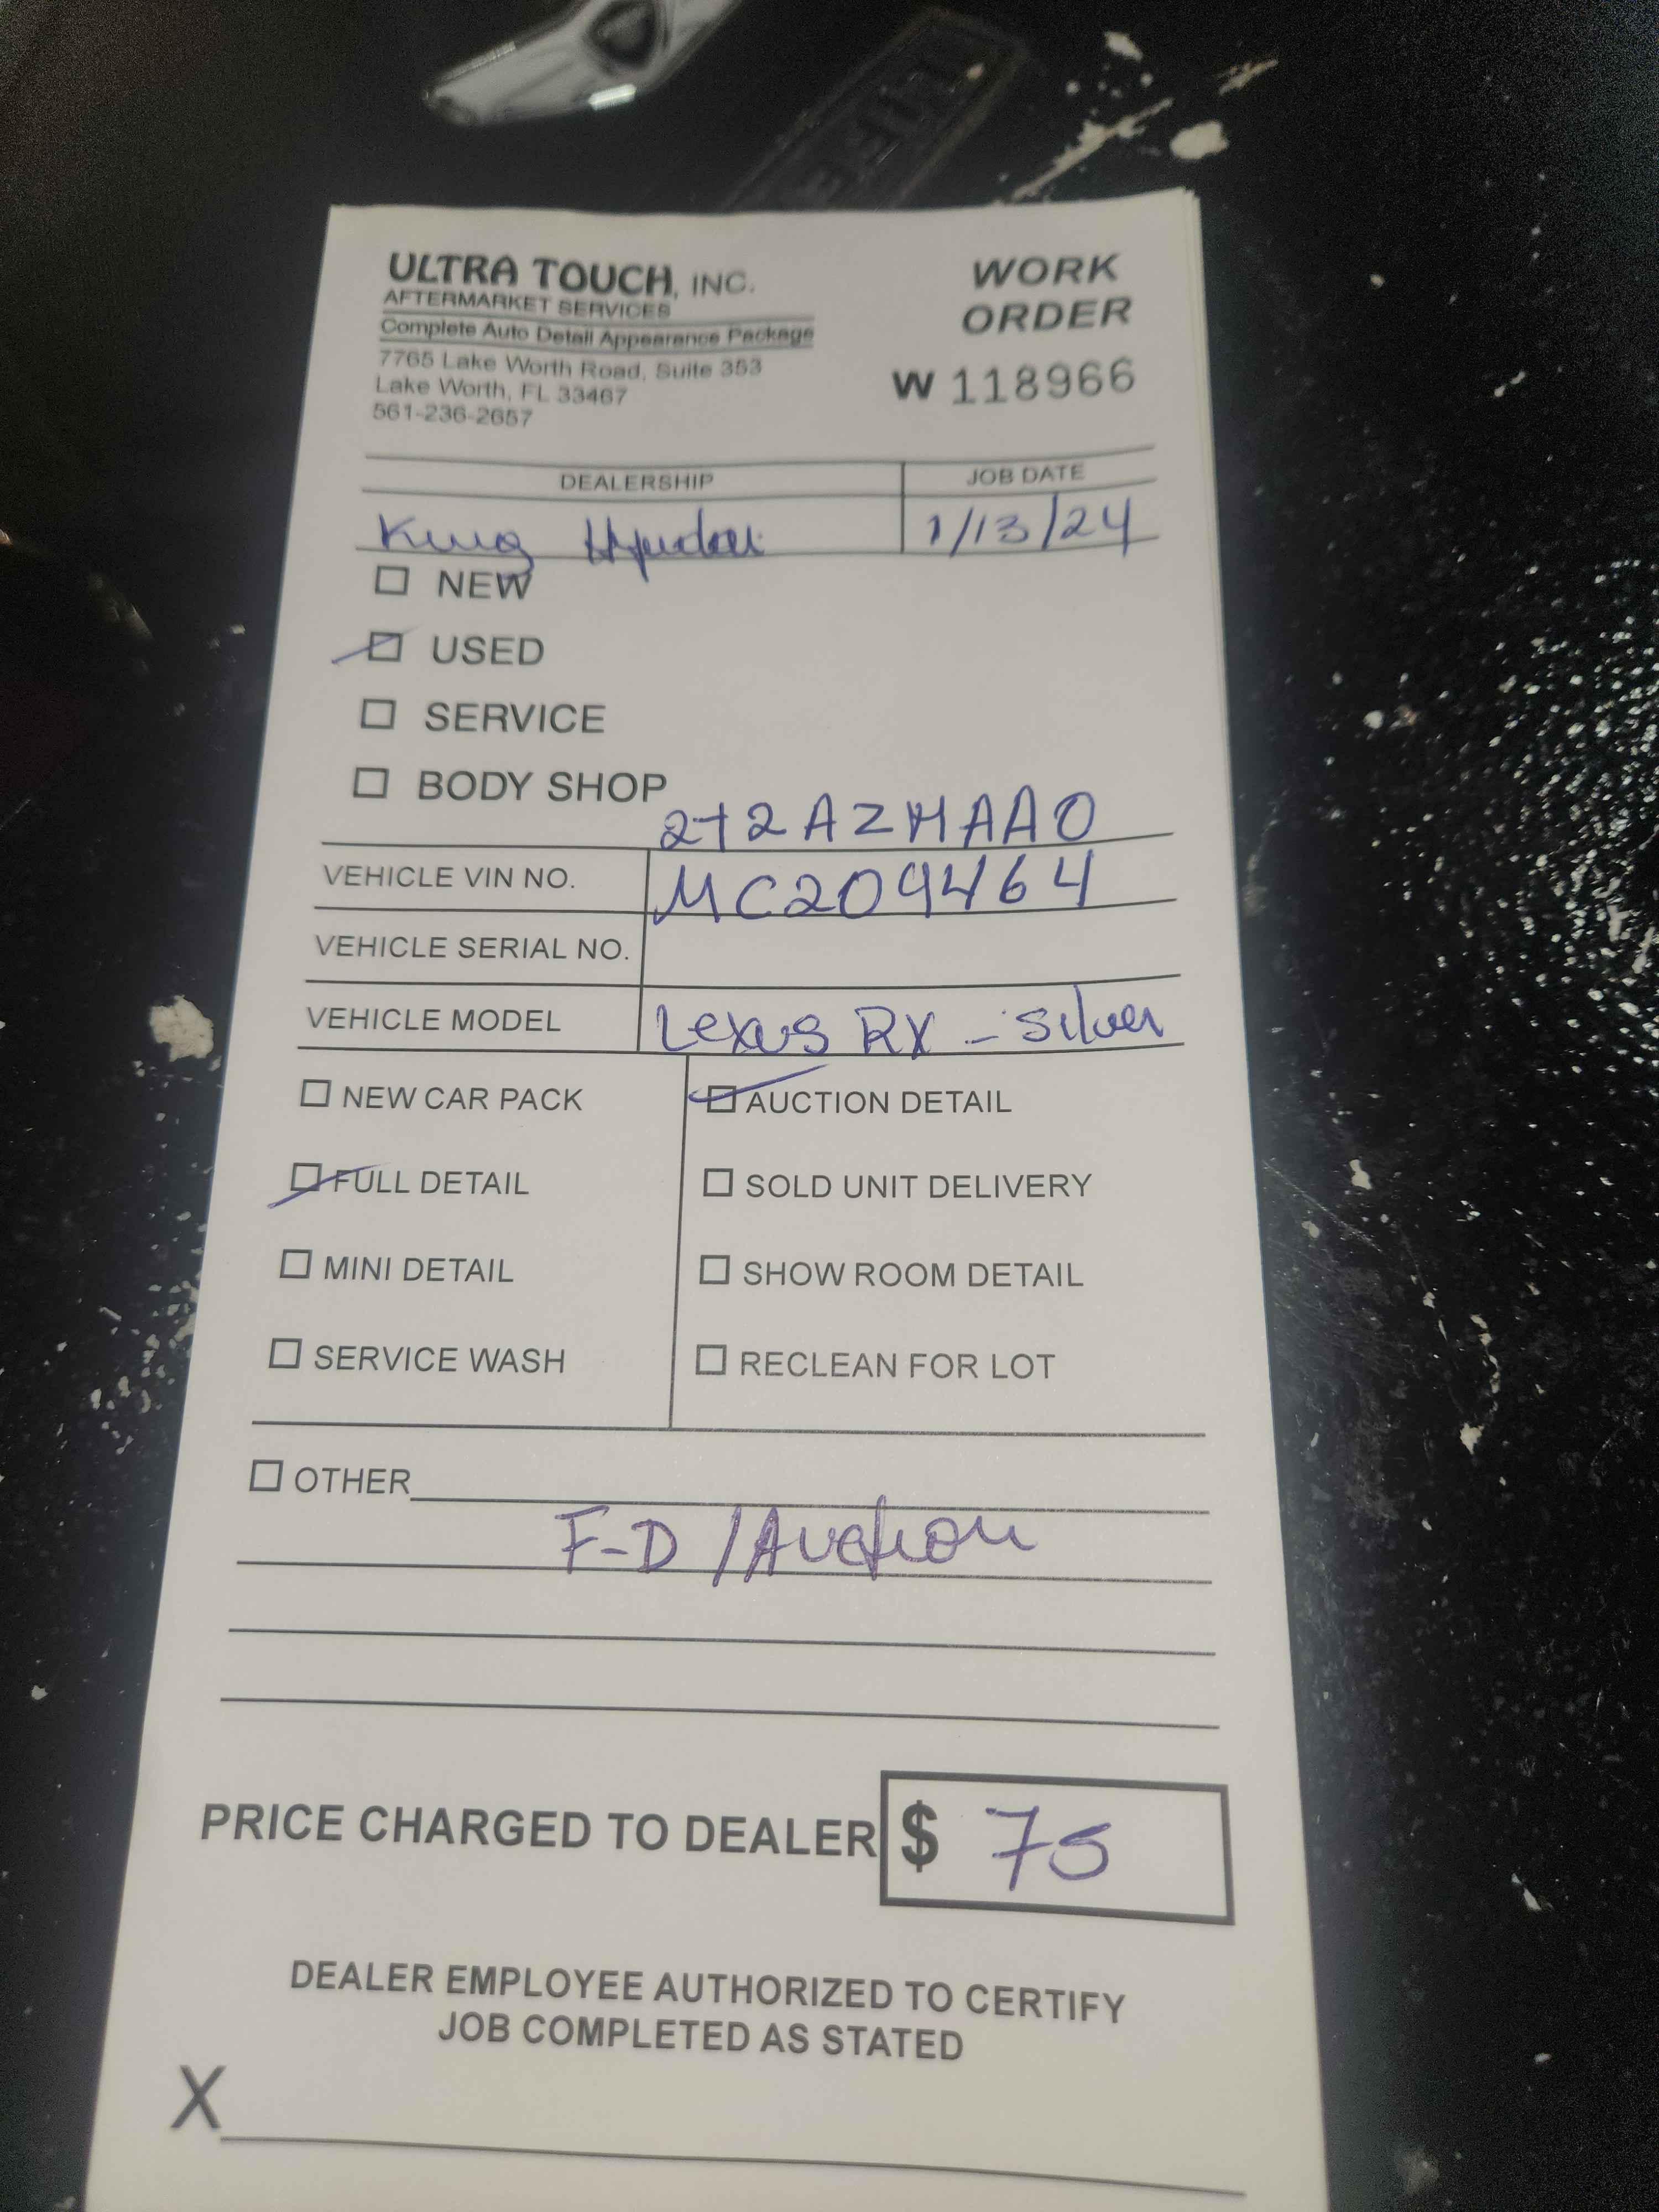 ULTRA TOUCH, INC.
AFTERMARKET SERVICES
Complete Auto Detail Appearance Package
7765 Lake Worth Road, Suite 353
Lake Worth, FL 33467
561-236-2657
WORK
ORDER
W 118966
DEALERSHIP
JOB DATE
King Hyundai
1/13/24
NEW
USED
SERVICE
BODY SHOP
2T2AZMAA0
VEHICLE VIN NO. MC209464
VEHICLE SERIAL NO.
VEHICLE MODEL Lexus RX - Silver
NEW CAR PACK
FULL DETAIL
MINI DETAIL
SERVICE WASH
AUCTION DETAIL
SOLD UNIT DELIVERY
SHOW ROOM DETAIL
RECLEAN FOR LOT
OTHER
F-D / Auction
PRICE CHARGED TO DEALER $ 75
DEALER EMPLOYEE AUTHORIZED TO CERTIFY
JOB COMPLETED AS STATED
X